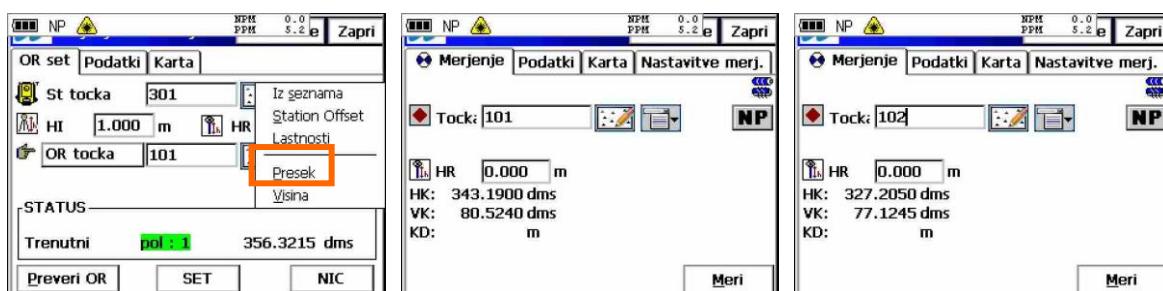 NP NPM 0.0
PPM 5.2 e Zapri
OR set Podatki Karta
St tocka 301
HI 1.000 m HR
OR tocka 101
Iz seznama
Station Offset
Lastnosti
Presek
Visina
STATUS
Trenutni pol : 1 356.3215 dms
Preveri OR SET NIC
NP NPM 0.0
PPM 5.2 e Zapri
Merjenje Podatki Karta Nastavitve merj.
Tocka 101 NP
HR 0.000 m
HK: 343.1900 dms
VK: 80.5240 dms
KD: m
Meri
NP NPM 0.0
PPM 5.2 e Zapri
Merjenje Podatki Karta Nastavitve merj.
Tocka 102 NP
HR 0.000 m
HK: 327.2050 dms
VK: 77.1245 dms
KD: m
Meri